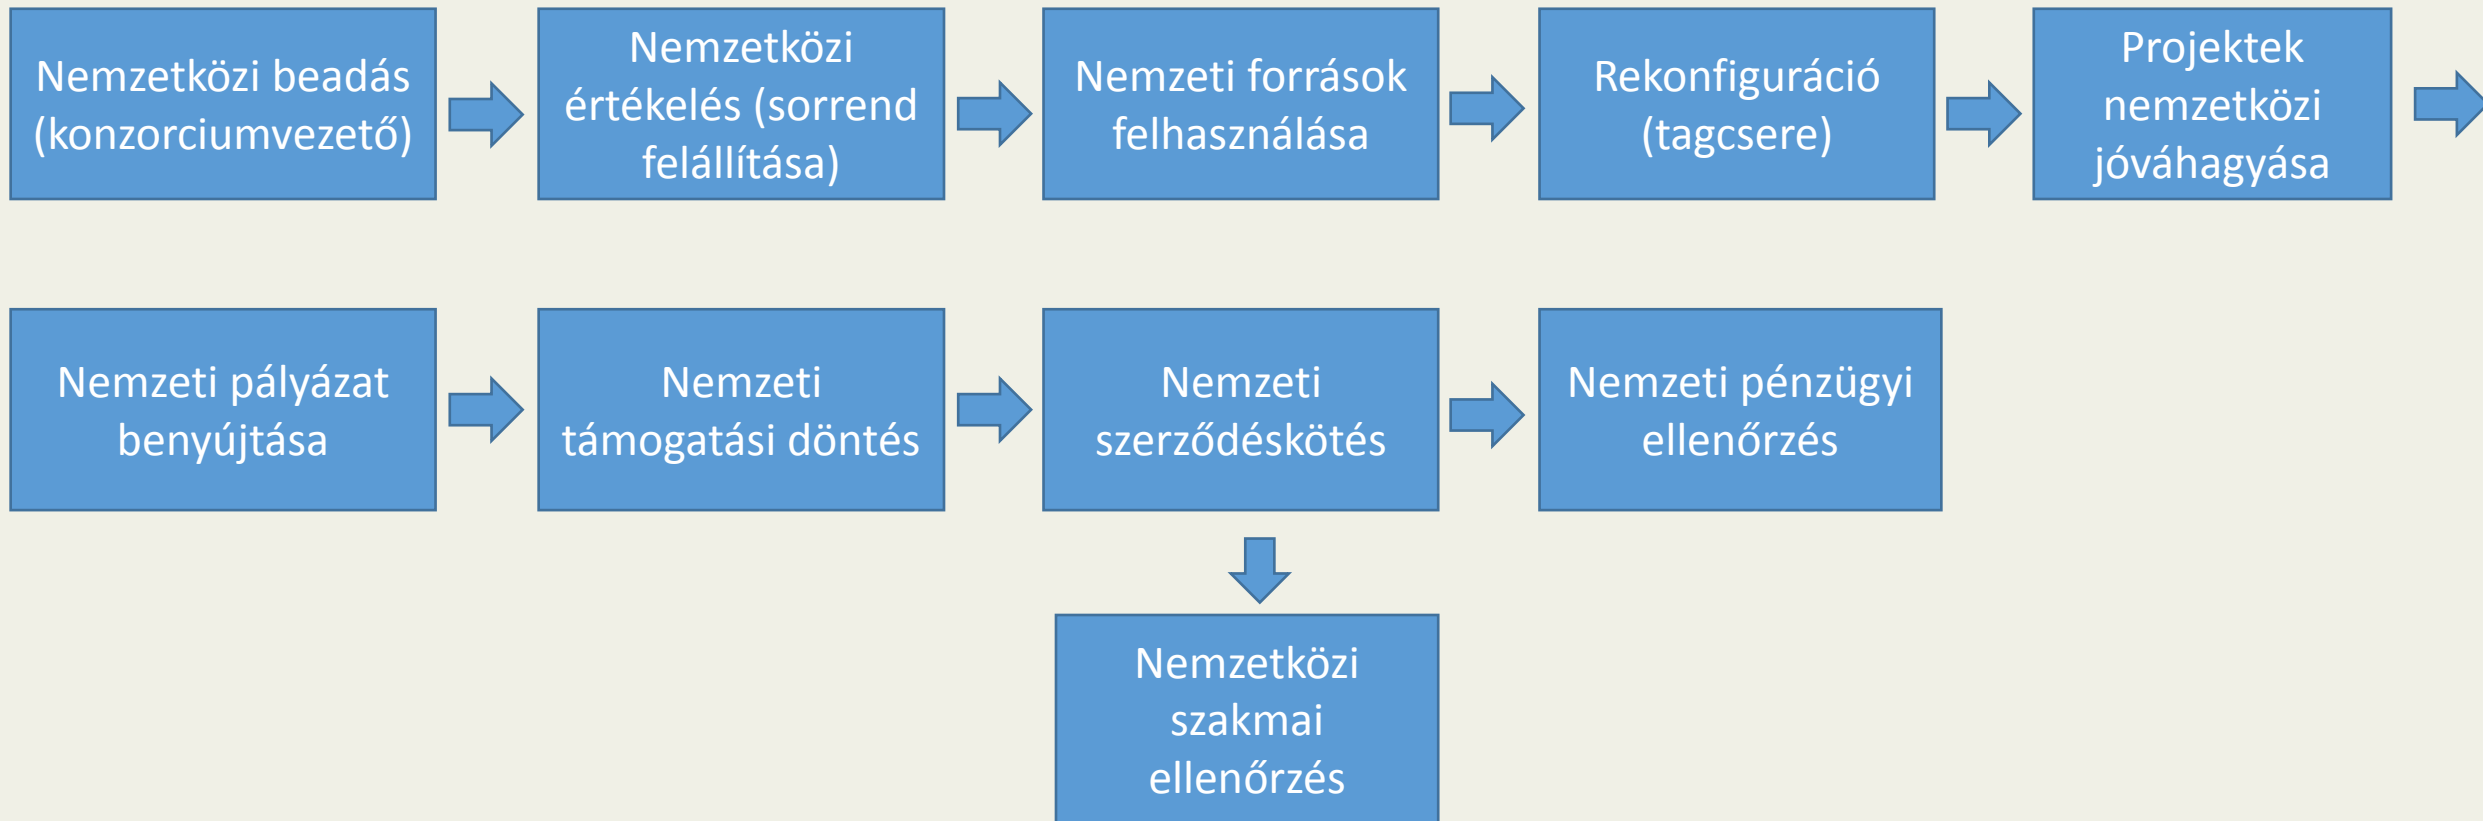 Nemzetközi beadás
(konzorciumvezető)
Nemzetközi
értékelés (sorrend
felállítása)
Nemzeti források
felhasználása
Rekonfiguráció
(tagcsere)
Projektek
nemzetközi
jóváhagyása
Nemzeti pályázat
benyújtása
Nemzeti
támogatási döntés
Nemzeti
szerződéskötés
Nemzeti pénzügyi
ellenőrzés
Nemzetközi
szakmai
ellenőrzés